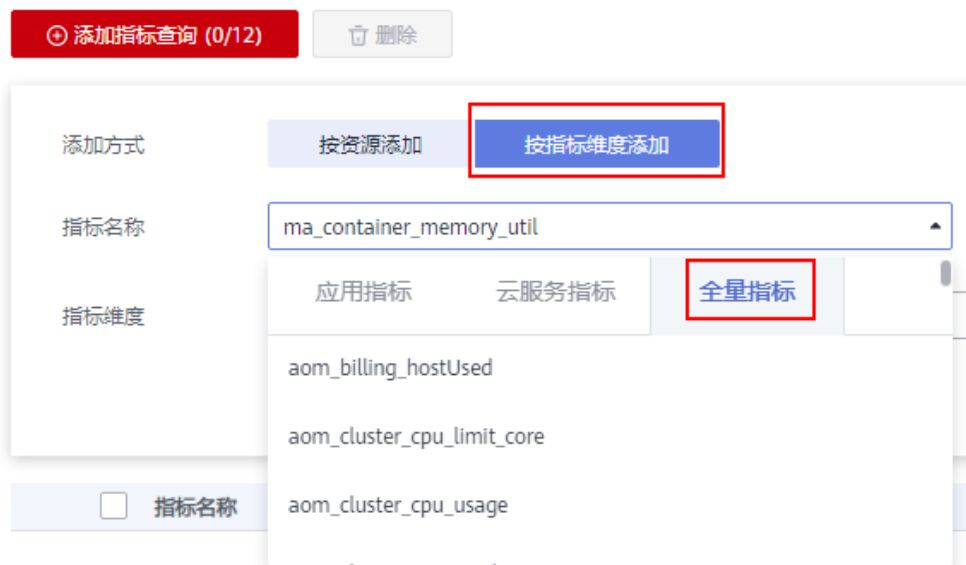 添加指标查询 (0/12) 删除
添加方式 按资源添加 按指标维度添加
指标名称 ma_container_memory_util
应用指标 云服务指标 全量指标
指标维度
aom_billing_hostUsed
aom_cluster_cpu_limit_core
指标名称 aom_cluster_cpu_usage